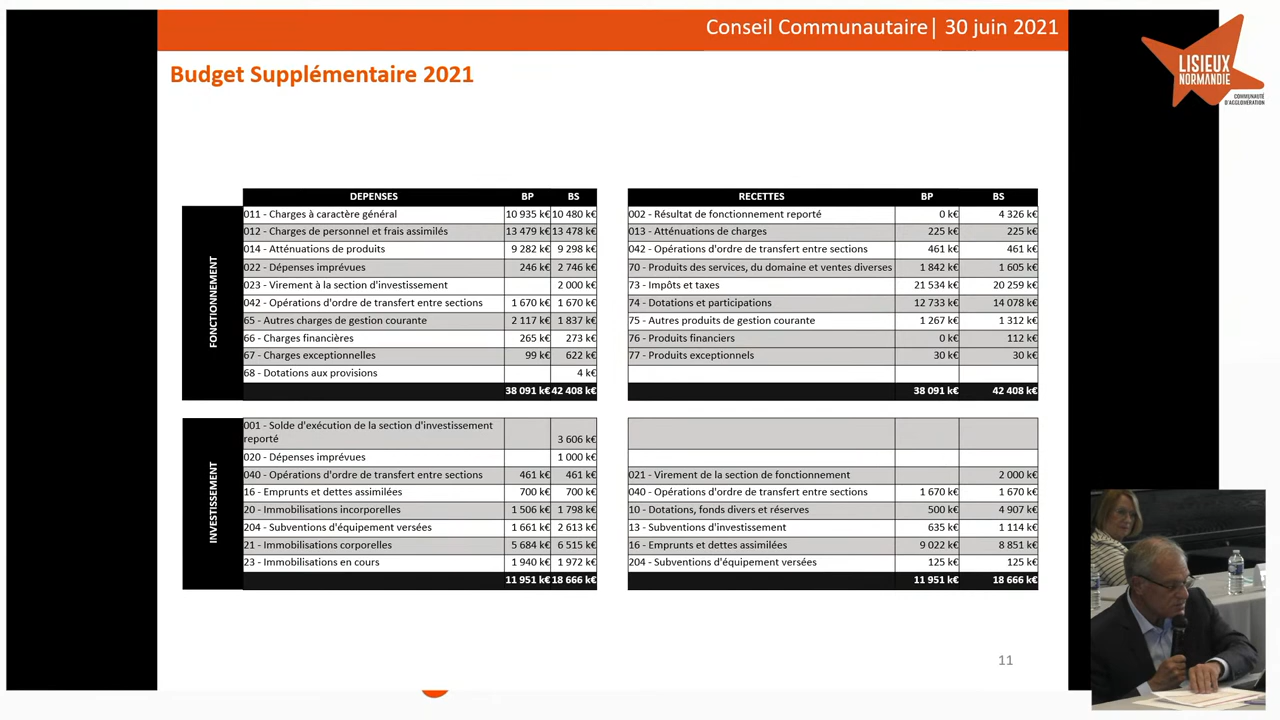 Conseil Communautaire| 30 juin 2021
LISIEUX
NORMANDIE
COMMUNAUTÉ
D'AGGLOMÉRATION
Budget Supplémentaire 2021
DEPENSES BP BS
FONCTIONNEMENT
011 - Charges à caractère général 10 935 k€ 10 480 k€
012 - Charges de personnel et frais assimilés 13 479 k€ 13 478 k€
014 - Atténuations de produits 9 282 k€ 9 298 k€
022 - Dépenses imprévues 246 k€ 2 746 k€
023 - Virement à la section d'investissement 2 000 k€
042 - Opérations d'ordre de transfert entre sections 1 670 k€ 1 670 k€
65 - Autres charges de gestion courante 2 117 k€ 1 837 k€
66 - Charges financières 265 k€ 273 k€
67 - Charges exceptionnelles 99 k€ 622 k€
68 - Dotations aux provisions 4 k€
38 091 k€ 42 408 k€
RECETTES BP BS
002 - Résultat de fonctionnement reporté 0 k€ 4 326 k€
013 - Atténuations de charges 225 k€ 225 k€
042 - Opérations d'ordre de transfert entre sections 461 k€ 461 k€
70 - Produits des services, du domaine et ventes diverses 1 842 k€ 1 605 k€
73 - Impôts et taxes 21 534 k€ 20 259 k€
74 - Dotations et participations 12 733 k€ 14 078 k€
75 - Autres produits de gestion courante 1 267 k€ 1 312 k€
76 - Produits financiers 0 k€ 112 k€
77 - Produits exceptionnels 30 k€ 30 k€
38 091 k€ 42 408 k€
INVESTISSEMENT
001 - Solde d'exécution de la section d'investissement
reporté 3 606 k€
020 - Dépenses imprévues 1 000 k€
040 - Opérations d'ordre de transfert entre sections 461 k€ 461 k€
16 - Emprunts et dettes assimilées 700 k€ 700 k€
20 - Immobilisations incorporelles 1 506 k€ 1 798 k€
204 - Subventions d'équipement versées 1 661 k€ 2 613 k€
21 - Immobilisations corporelles 5 684 k€ 6 515 k€
23 - Immobilisations en cours 1 940 k€ 1 972 k€
11 951 k€ 18 666 k€
021 - Virement de la section de fonctionnement 2 000 k€
040 - Opérations d'ordre de transfert entre sections 1 670 k€ 1 670 k€
10 - Dotations, fonds divers et réserves 500 k€ 4 907 k€
13 - Subventions d'investissement 635 k€ 1 114 k€
16 - Emprunts et dettes assimilées 9 022 k€ 8 851 k€
204 - Subventions d'équipement versées 125 k€ 125 k€
11 951 k€ 18 666 k€
11